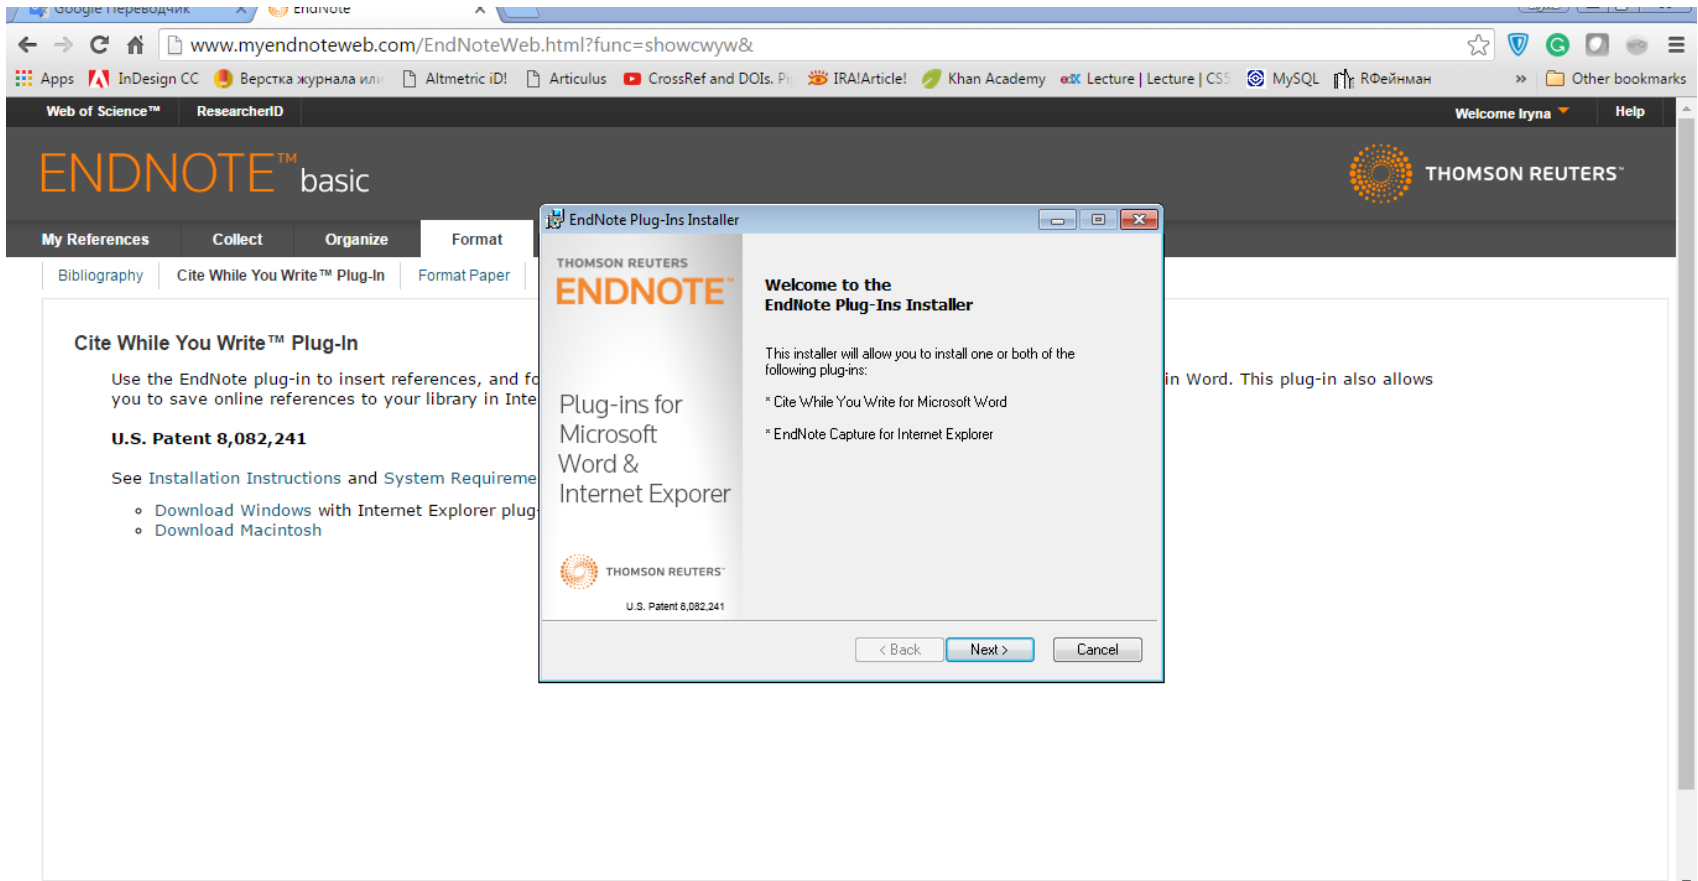 Google Переводчик EndNote
www.myendnoteweb.com/EndNoteWeb.html?func=showcwyw&
Apps InDesign CC Верстка журнала или Altmetric iD! Articulus CrossRef and DOIs. Pi IRA!Article! Khan Academy Lecture | Lecture | CS5 MySQL RФейнман » Other bookmarks
Web of Science™ ResearcherID Welcome Iryna Help
ENDNOTE™ basic
THOMSON REUTERS™
My References Collect Organize Format
Bibliography Cite While You Write™ Plug-In Format Paper
Cite While You Write™ Plug-In
Use the EndNote plug-in to insert references, and fo in Word. This plug-in also allows
you to save online references to your library in Inte
U.S. Patent 8,082,241
See Installation Instructions and System Requireme
Download Windows with Internet Explorer plug-
Download Macintosh
EndNote Plug-Ins Installer
THOMSON REUTERS
ENDNOTE™
Plug-ins for
Microsoft
Word &
Internet Exporer
THOMSON REUTERS™
U.S. Patent 8,082,241
Welcome to the
EndNote Plug-Ins Installer
This installer will allow you to install one or both of the
following plug-ins:
* Cite While You Write for Microsoft Word
* EndNote Capture for Internet Explorer
< Back Next > Cancel